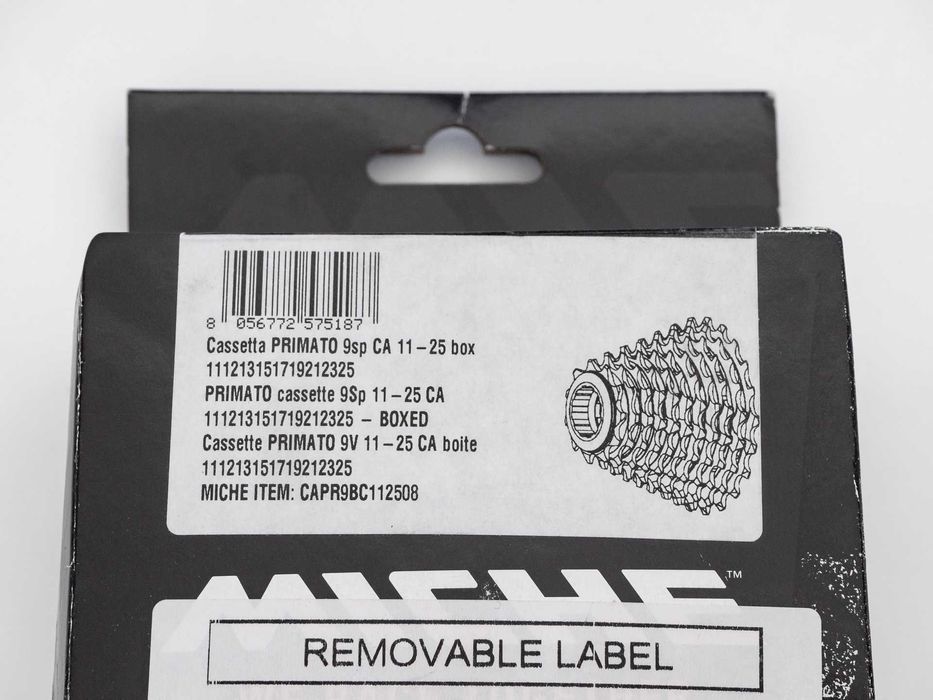 8 056772 575187
Cassetta PRIMATO 9sp CA 11–25 box
111213151719212325
PRIMATO cassette 9Sp 11–25 CA
111213151719212325 – BOXED
Cassette PRIMATO 9V 11–25 CA boite
111213151719212325
MICHE ITEM: CAPR9BC112508
MICHE™
REMOVABLE LABEL